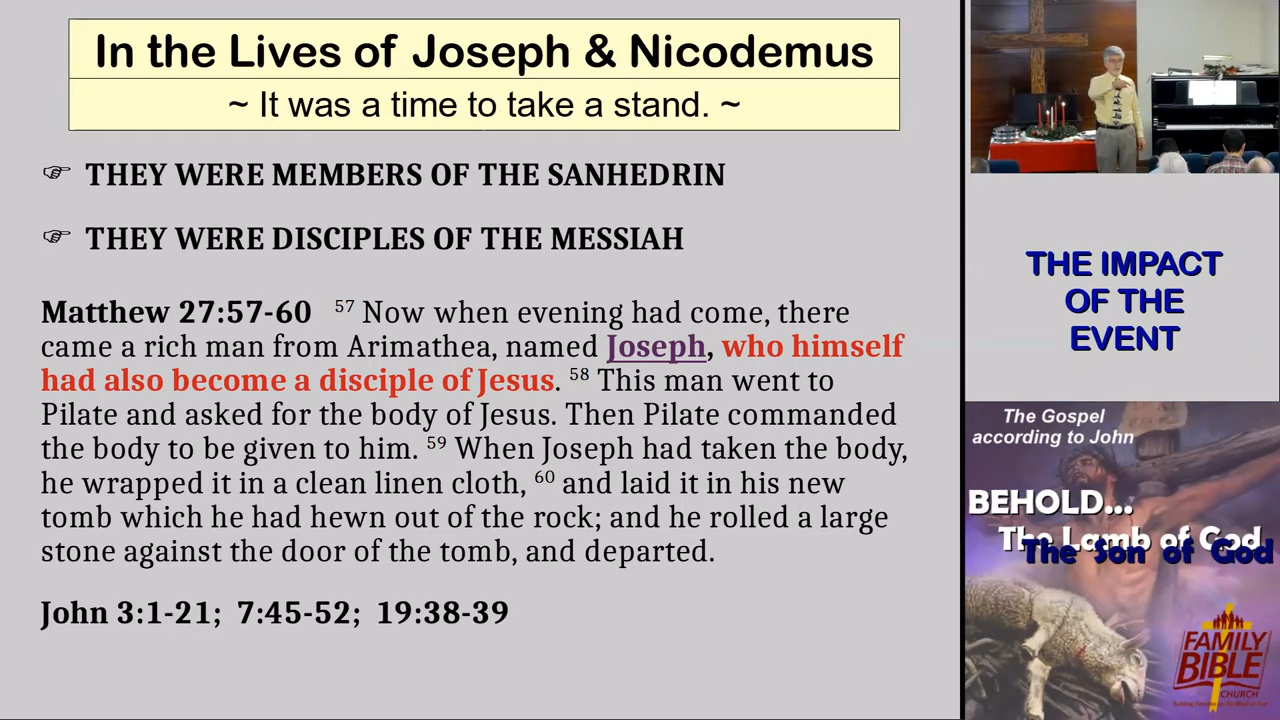 In the Lives of Joseph & Nicodemus
~ It was a time to take a stand. ~
☞ THEY WERE MEMBERS OF THE SANHEDRIN
☞ THEY WERE DISCIPLES OF THE MESSIAH
Matthew 27:57-60 57 Now when evening had come, there
came a rich man from Arimathea, named Joseph, who himself
had also become a disciple of Jesus. 58 This man went to
Pilate and asked for the body of Jesus. Then Pilate commanded
the body to be given to him. 59 When Joseph had taken the body,
he wrapped it in a clean linen cloth, 60 and laid it in his new
tomb which he had hewn out of the rock; and he rolled a large
stone against the door of the tomb, and departed.
John 3:1-21; 7:45-52; 19:38-39
THE IMPACT
OF THE
EVENT
The Gospel
according to John
BEHOLD...
The Lamb of God
The Son of God
FAMILY
BIBLE
CHURCH